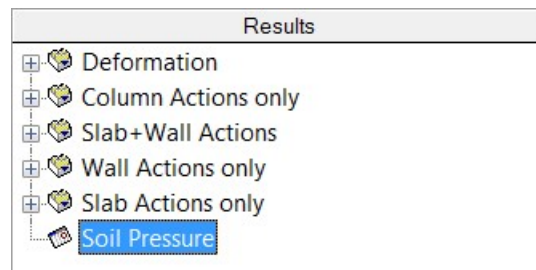 Results
Deformation
Column Actions only
Slab+Wall Actions
Wall Actions only
Slab Actions only
Soil Pressure